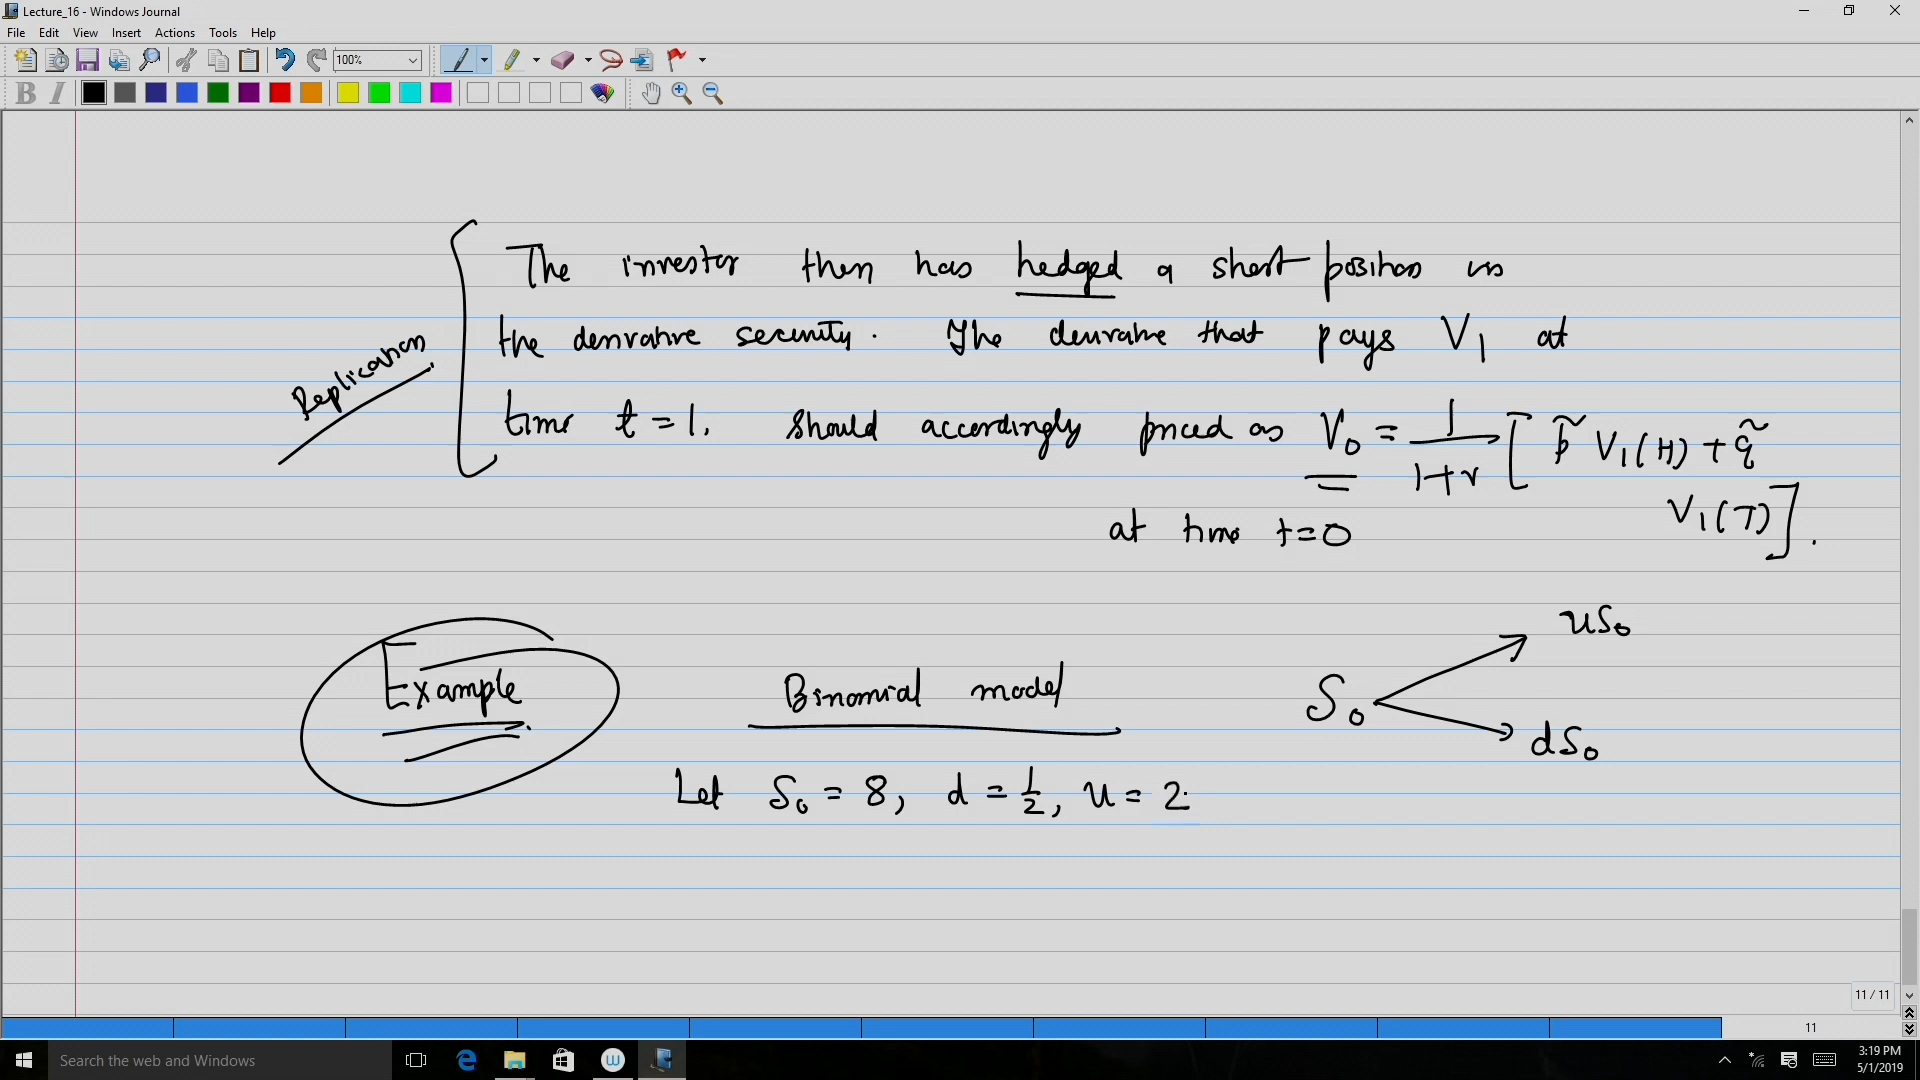 Lecture_16 - Windows Journal
File Edit View Insert Actions Tools Help
100%
B I
The investor then has hedged a short position in
the derivative security. The derivative that pays V₁ at
Replication
time t = 1, should accordingly priced as V₀ = 1/(1+r) [ p̃ V₁(H) + q̃
V₁(T) ].
at time t = 0
uS₀
Example
Binomial model
S₀
dS₀
Let S₀ = 8, d = 1/2, u = 2
11 / 11
11
Search the web and Windows
3:19 PM
5/1/2019